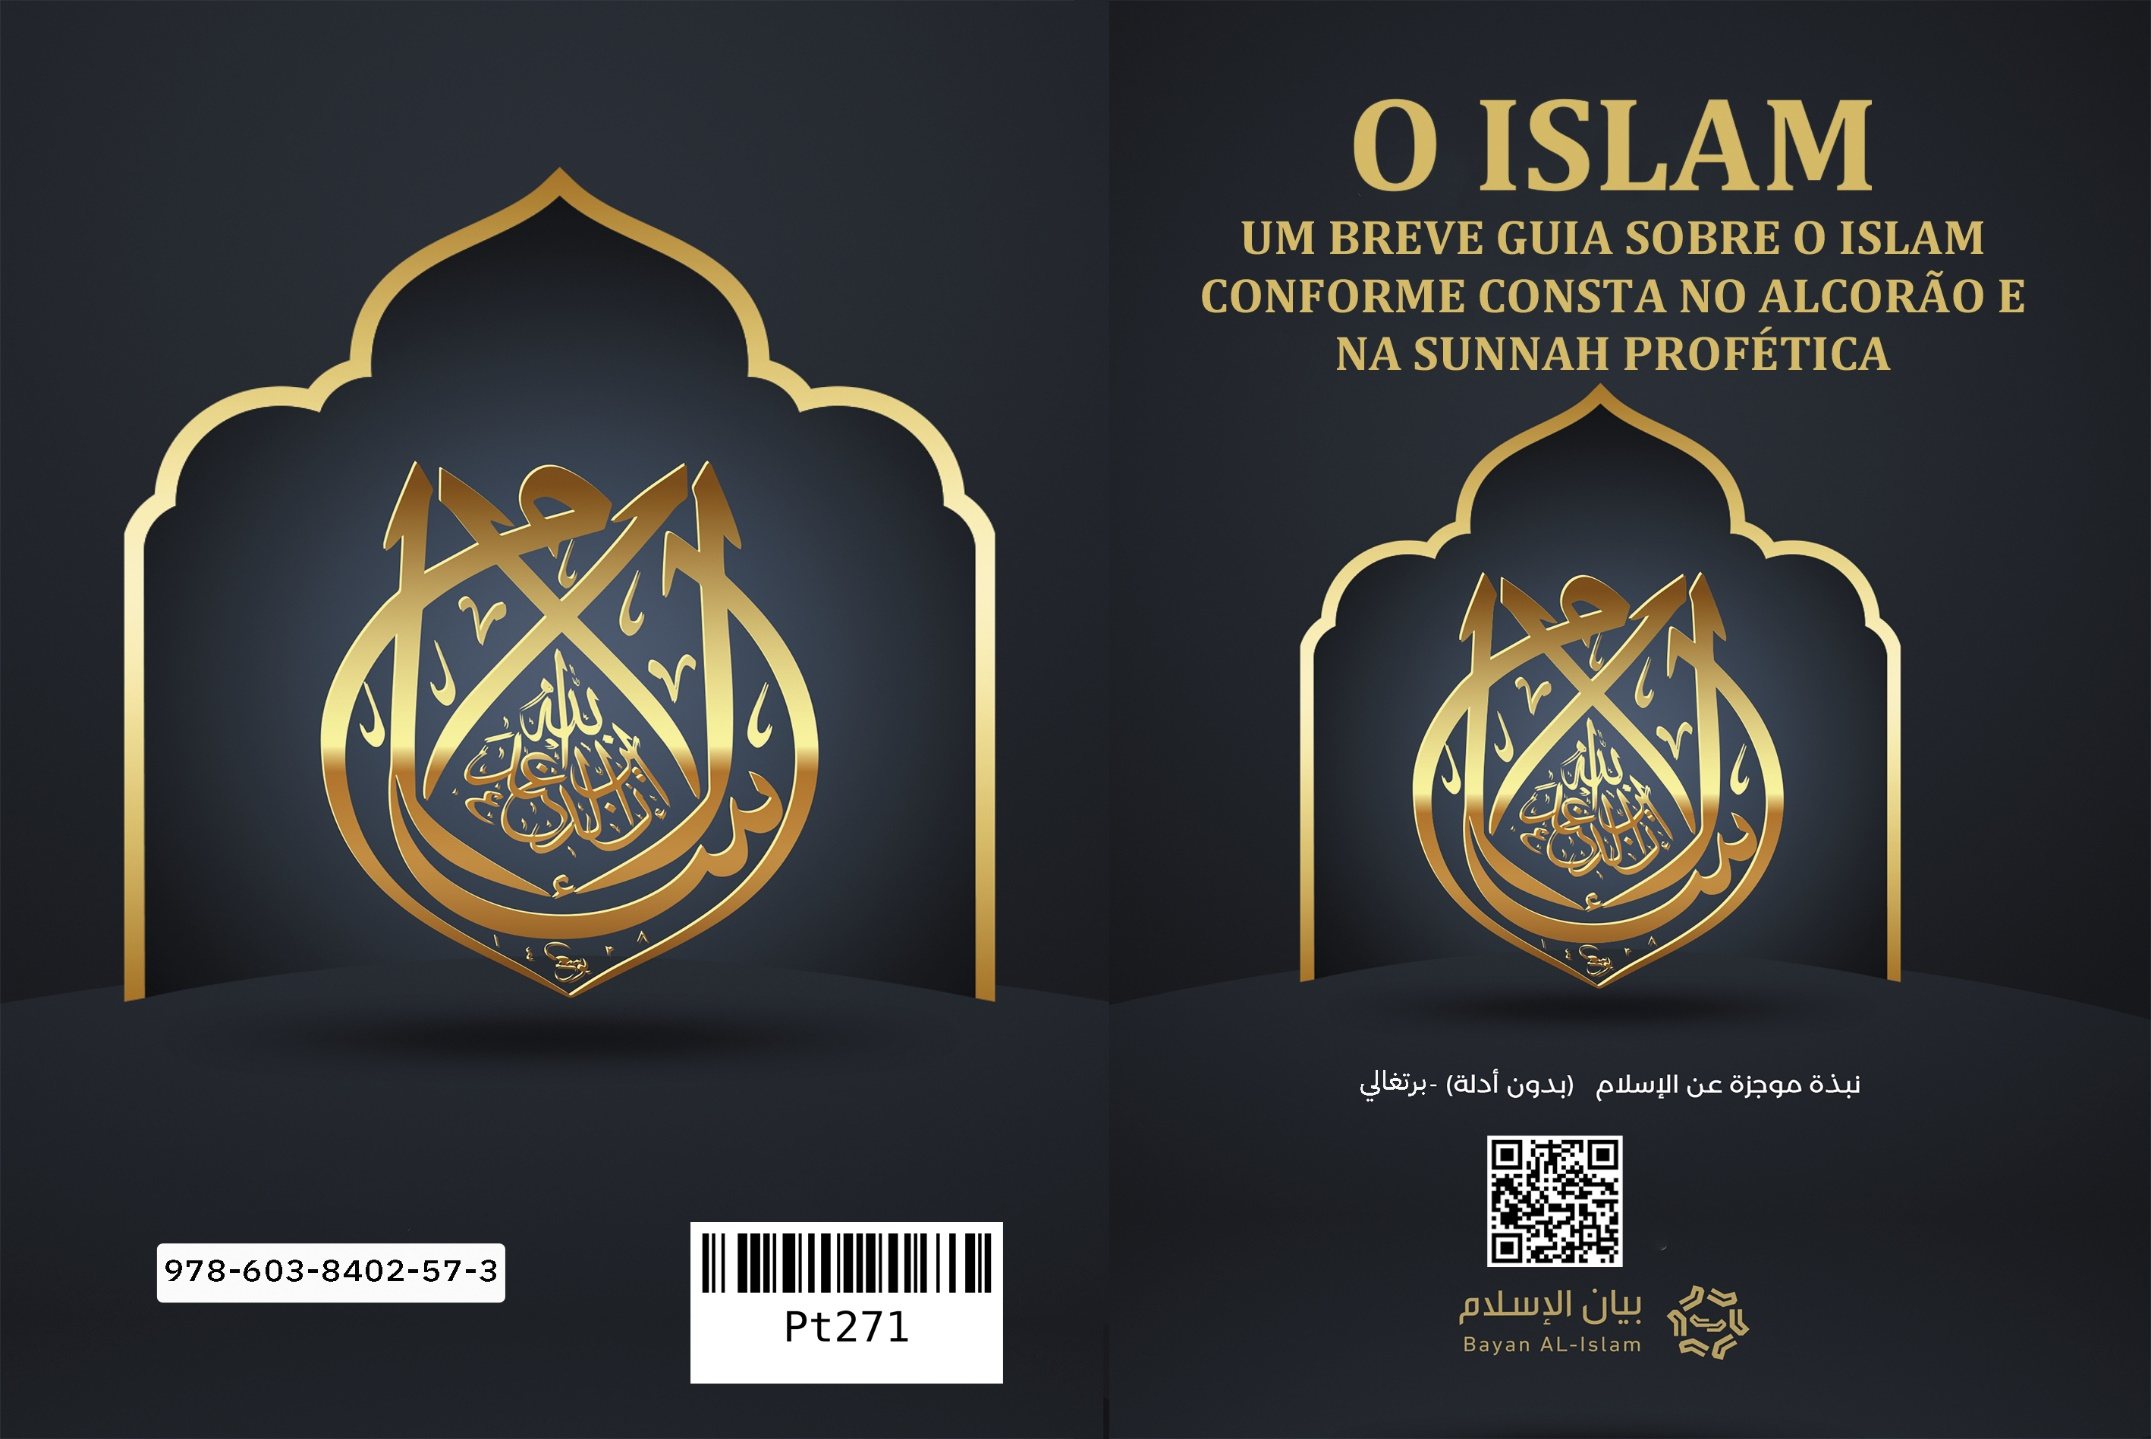 O ISLAM
UM BREVE GUIA SOBRE O ISLAM
CONFORME CONSTA NO ALCORÃO E
NA SUNNAH PROFÉTICA
نبذة موجزة عن الإسلام (بدون أدلة) -برتغالي
بيان الإسلام
Bayan AL-Islam
978-603-8402-57-3
Pt271